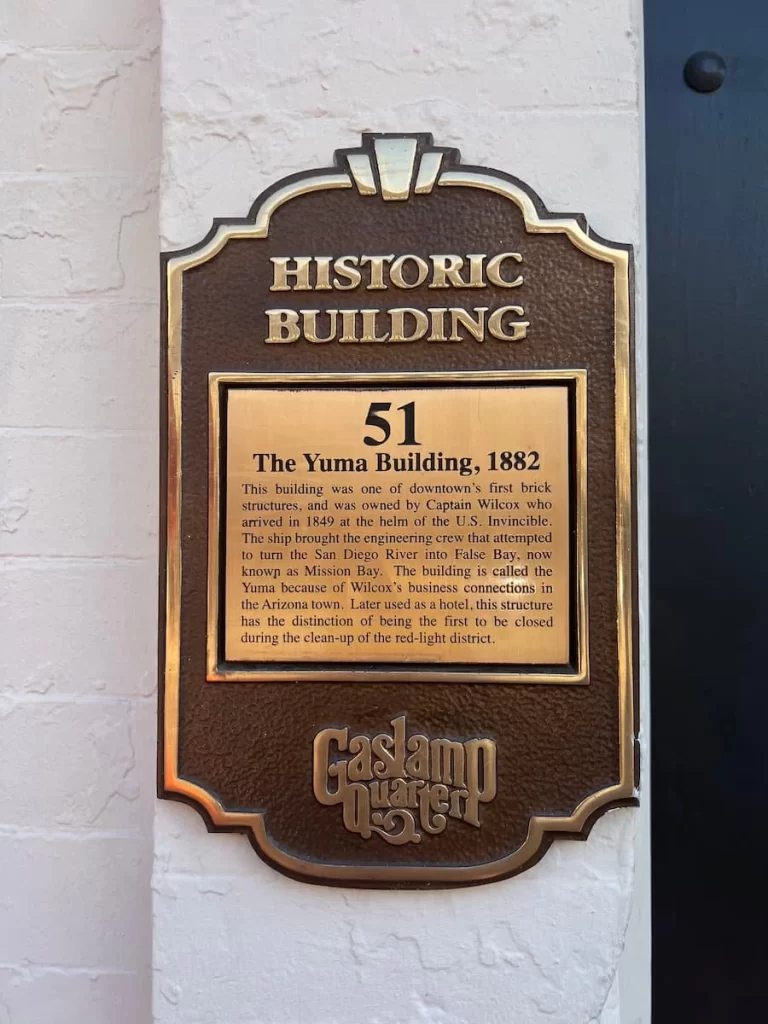 HISTORIC
BUILDING
51
The Yuma Building, 1882
This building was one of downtown's first brick
structures, and was owned by Captain Wilcox who
arrived in 1849 at the helm of the U.S. Invincible.
The ship brought the engineering crew that attempted
to turn the San Diego River into False Bay, now
known as Mission Bay. The building is called the
Yuma because of Wilcox's business connections in
the Arizona town. Later used as a hotel, this structure
has the distinction of being the first to be closed
during the clean-up of the red-light district.
Gaslamp
Quarter